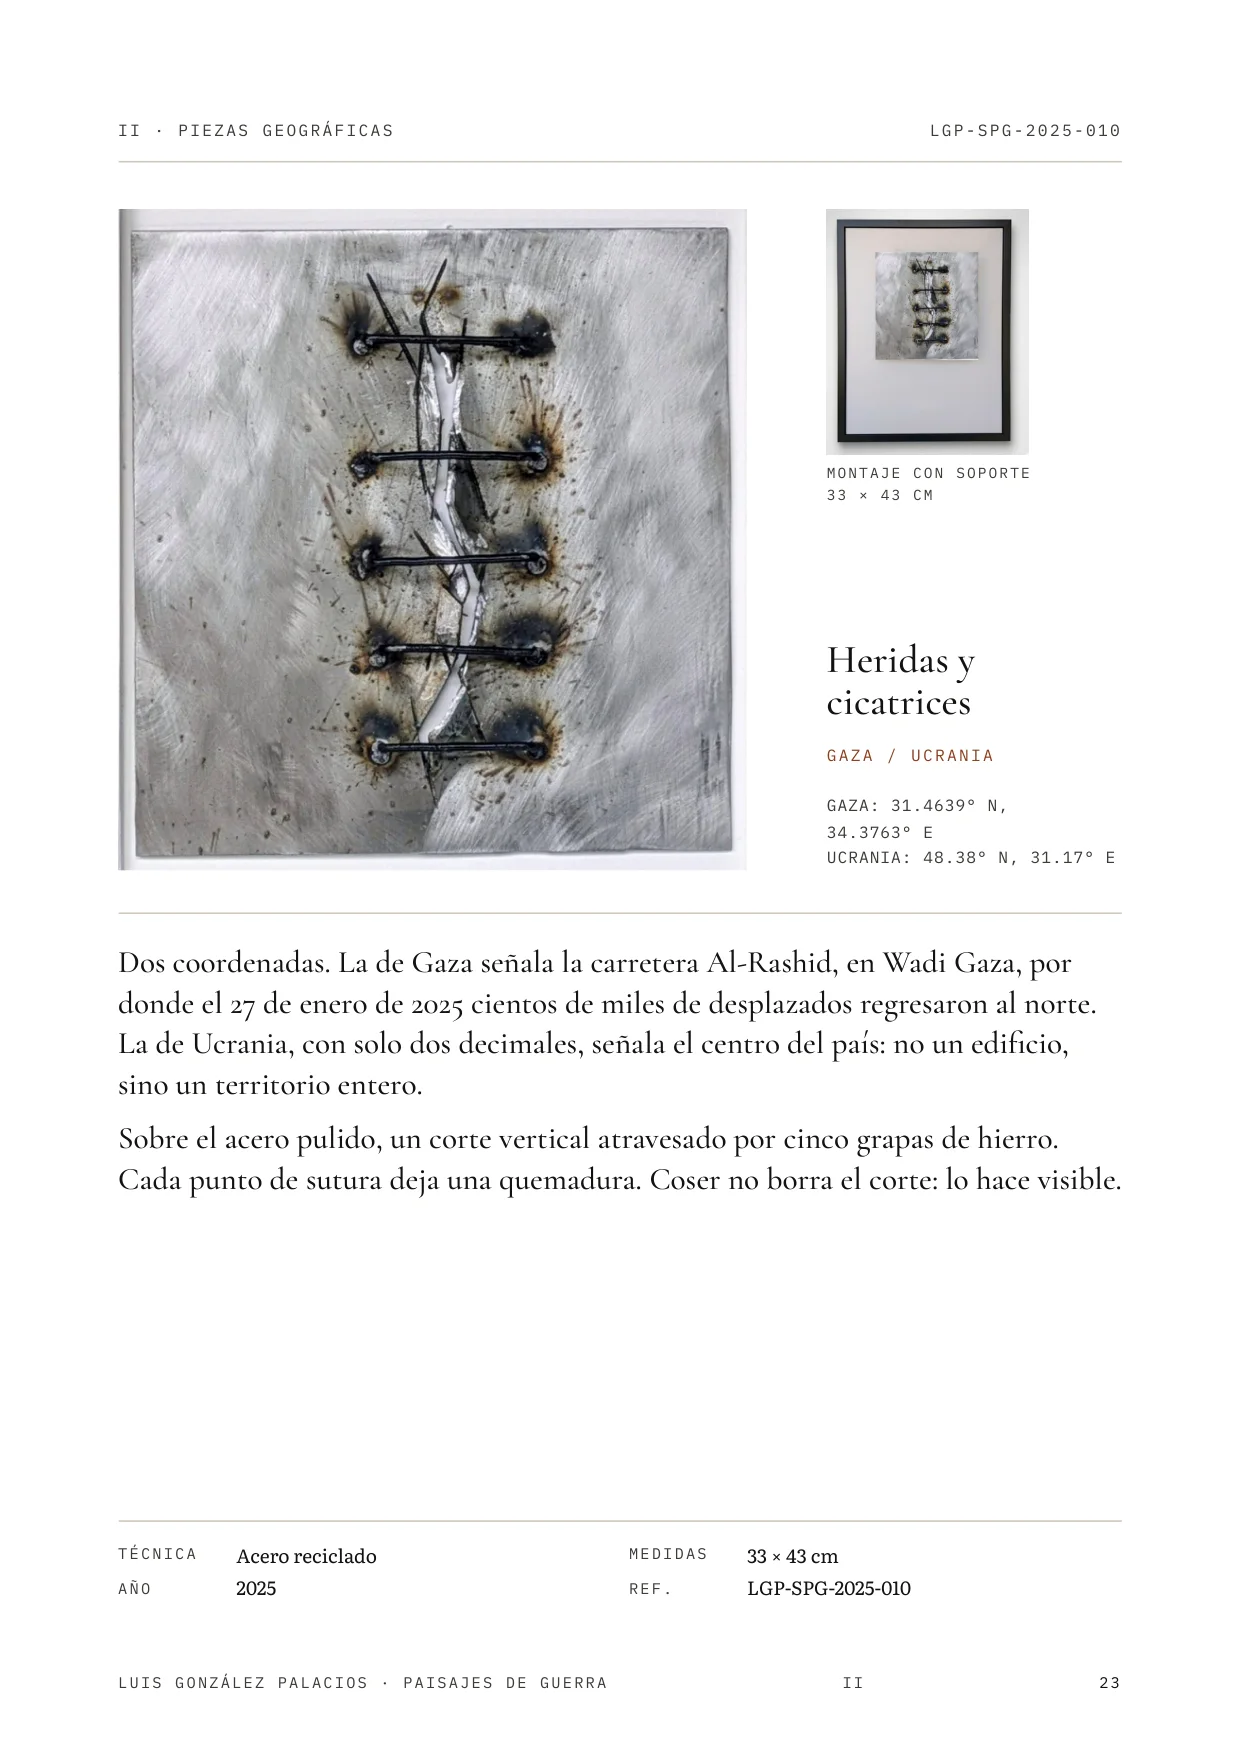 II · PIEZAS GEOGRÁFICAS
LGP-SPG-2025-010
MONTAJE CON SOPORTE
33 × 43 CM
Heridas y
cicatrices
GAZA / UCRANIA
GAZA: 31.4639° N,
34.3763° E
UCRANIA: 48.38° N, 31.17° E
Dos coordenadas. La de Gaza señala la carretera Al-Rashid, en Wadi Gaza, por
donde el 27 de enero de 2025 cientos de miles de desplazados regresaron al norte.
La de Ucrania, con solo dos decimales, señala el centro del país: no un edificio,
sino un territorio entero.
Sobre el acero pulido, un corte vertical atravesado por cinco grapas de hierro.
Cada punto de sutura deja una quemadura. Coser no borra el corte: lo hace visible.
TÉCNICA Acero reciclado
MEDIDAS 33 × 43 cm
AÑO 2025
REF. LGP-SPG-2025-010
LUIS GONZÁLEZ PALACIOS · PAISAJES DE GUERRA II 23